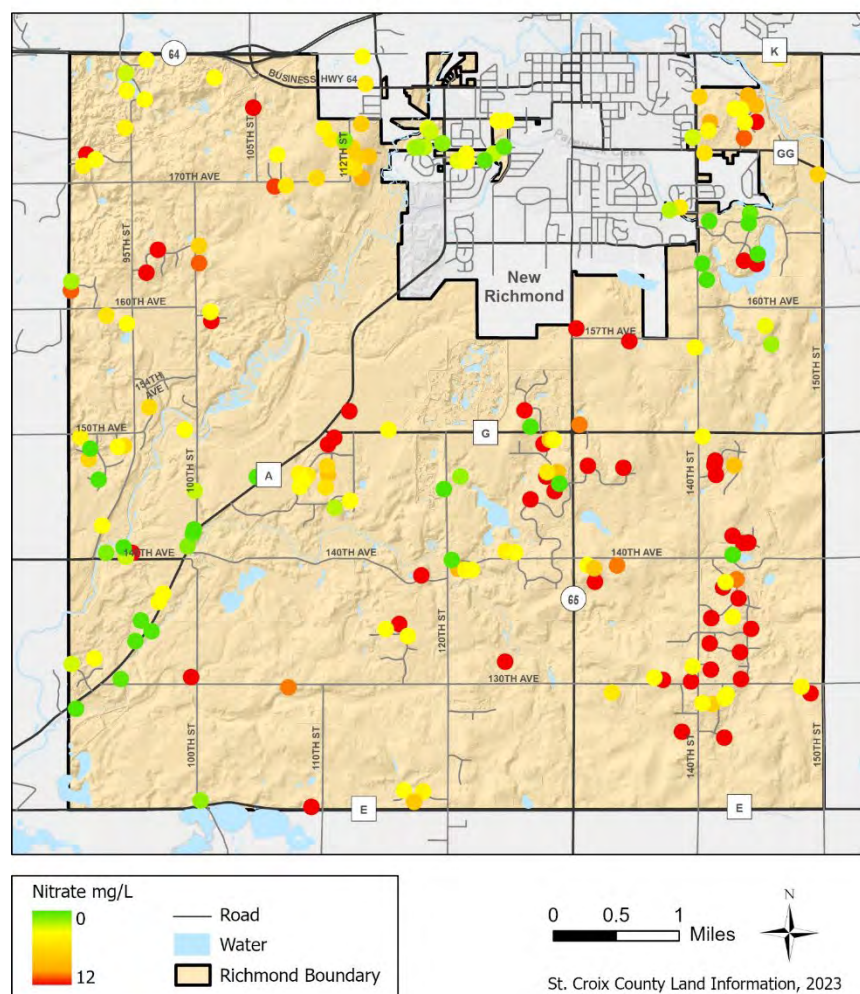 64
K
BUSINESS HWY 64
105TH ST
112TH ST
GG
170TH AVE
95TH ST
New
Richmond
160TH AVE
160TH AVE
157TH AVE
150TH ST
154TH
AVE
150TH AVE
G
100TH ST
A
140TH ST
140TH AVE
140TH AVE
140TH AVE
65
120TH ST
130TH AVE
100TH ST
110TH ST
140TH ST
150TH ST
E
E
Nitrate mg/L
0
12
Road
Water
Richmond Boundary
0 0.5 1
Miles
N
St. Croix County Land Information, 2023